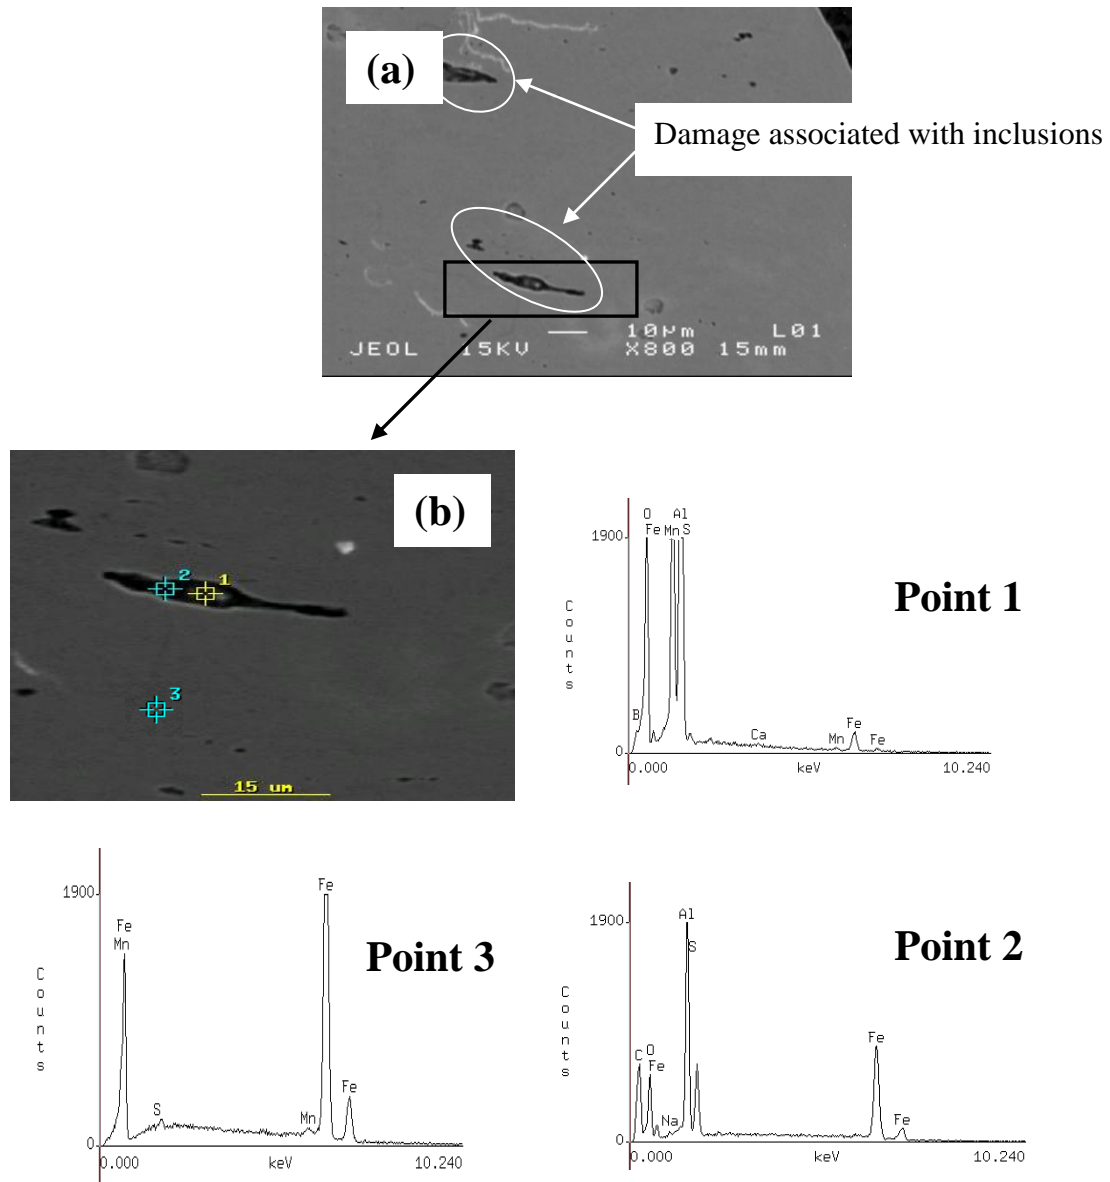 (a)
Damage associated with inclusions
10µm L01
JEOL 15KV X800 15mm
(b)
2 1
3
15 um
O Al
1900 Fe Mn S
Counts
Point 1
B
Ca Mn Fe Fe
0
0.000 keV 10.240
1900
Fe
Fe
Mn
Point 3
Counts
S
Mn
Fe
0
0.000 keV 10.240
1900
Al
S
Point 2
Counts
C O Fe
Na
Fe
Fe
0
0.000 keV 10.240